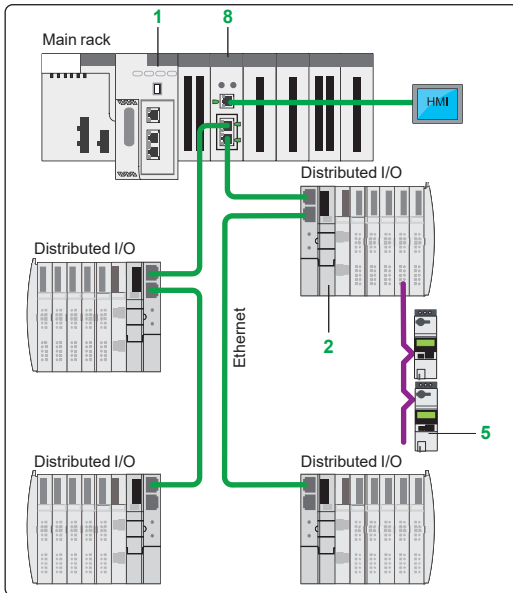 1
8
Main rack
HMI
Distributed I/O
Distributed I/O
Ethernet
2
5
Distributed I/O
Distributed I/O